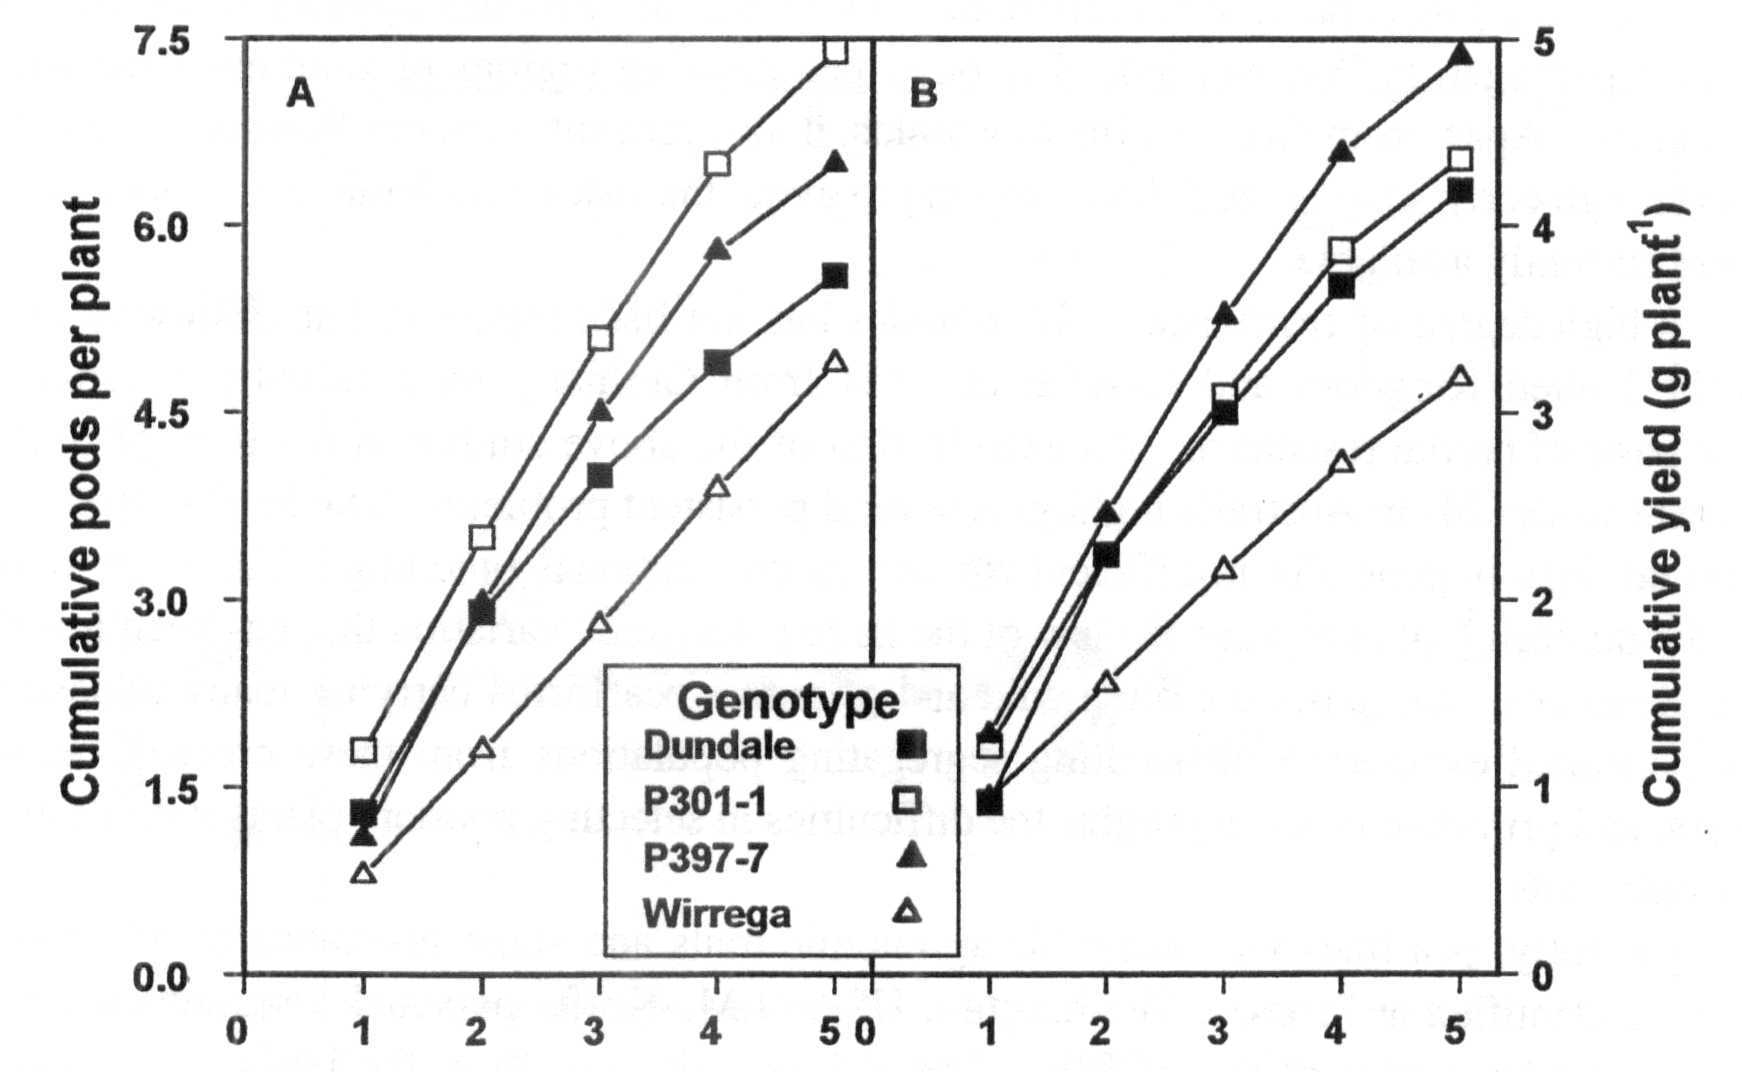 A
B
7.5
6.0
4.5
3.0
1.5
0.0
Cumulative pods per plant
5
4
3
2
1
0
Cumulative yield (g plant¹)
Genotype
Dundale
P301-1
P397-7
Wirrega
0 1 2 3 4 5 0 1 2 3 4 5